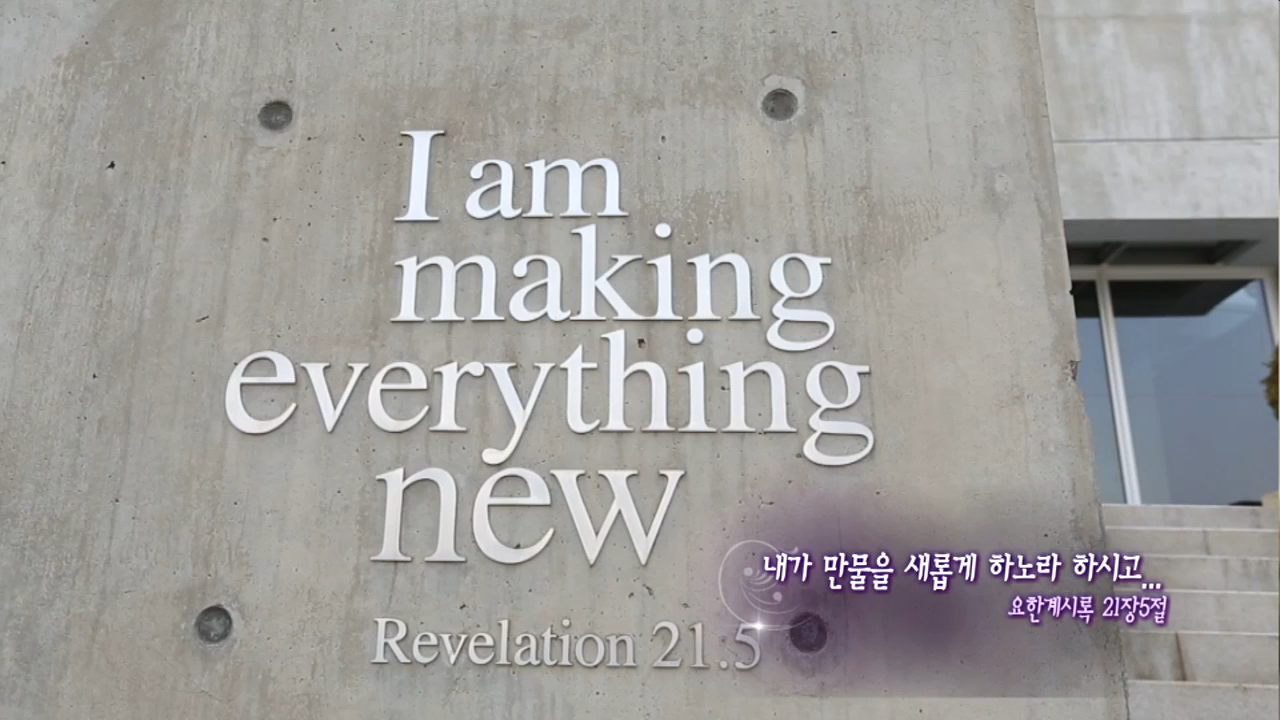 I am
making
everything
new
Revelation 21.5
내가 만물을 새롭게 하노라 하시고...
요한계시록 21장5절